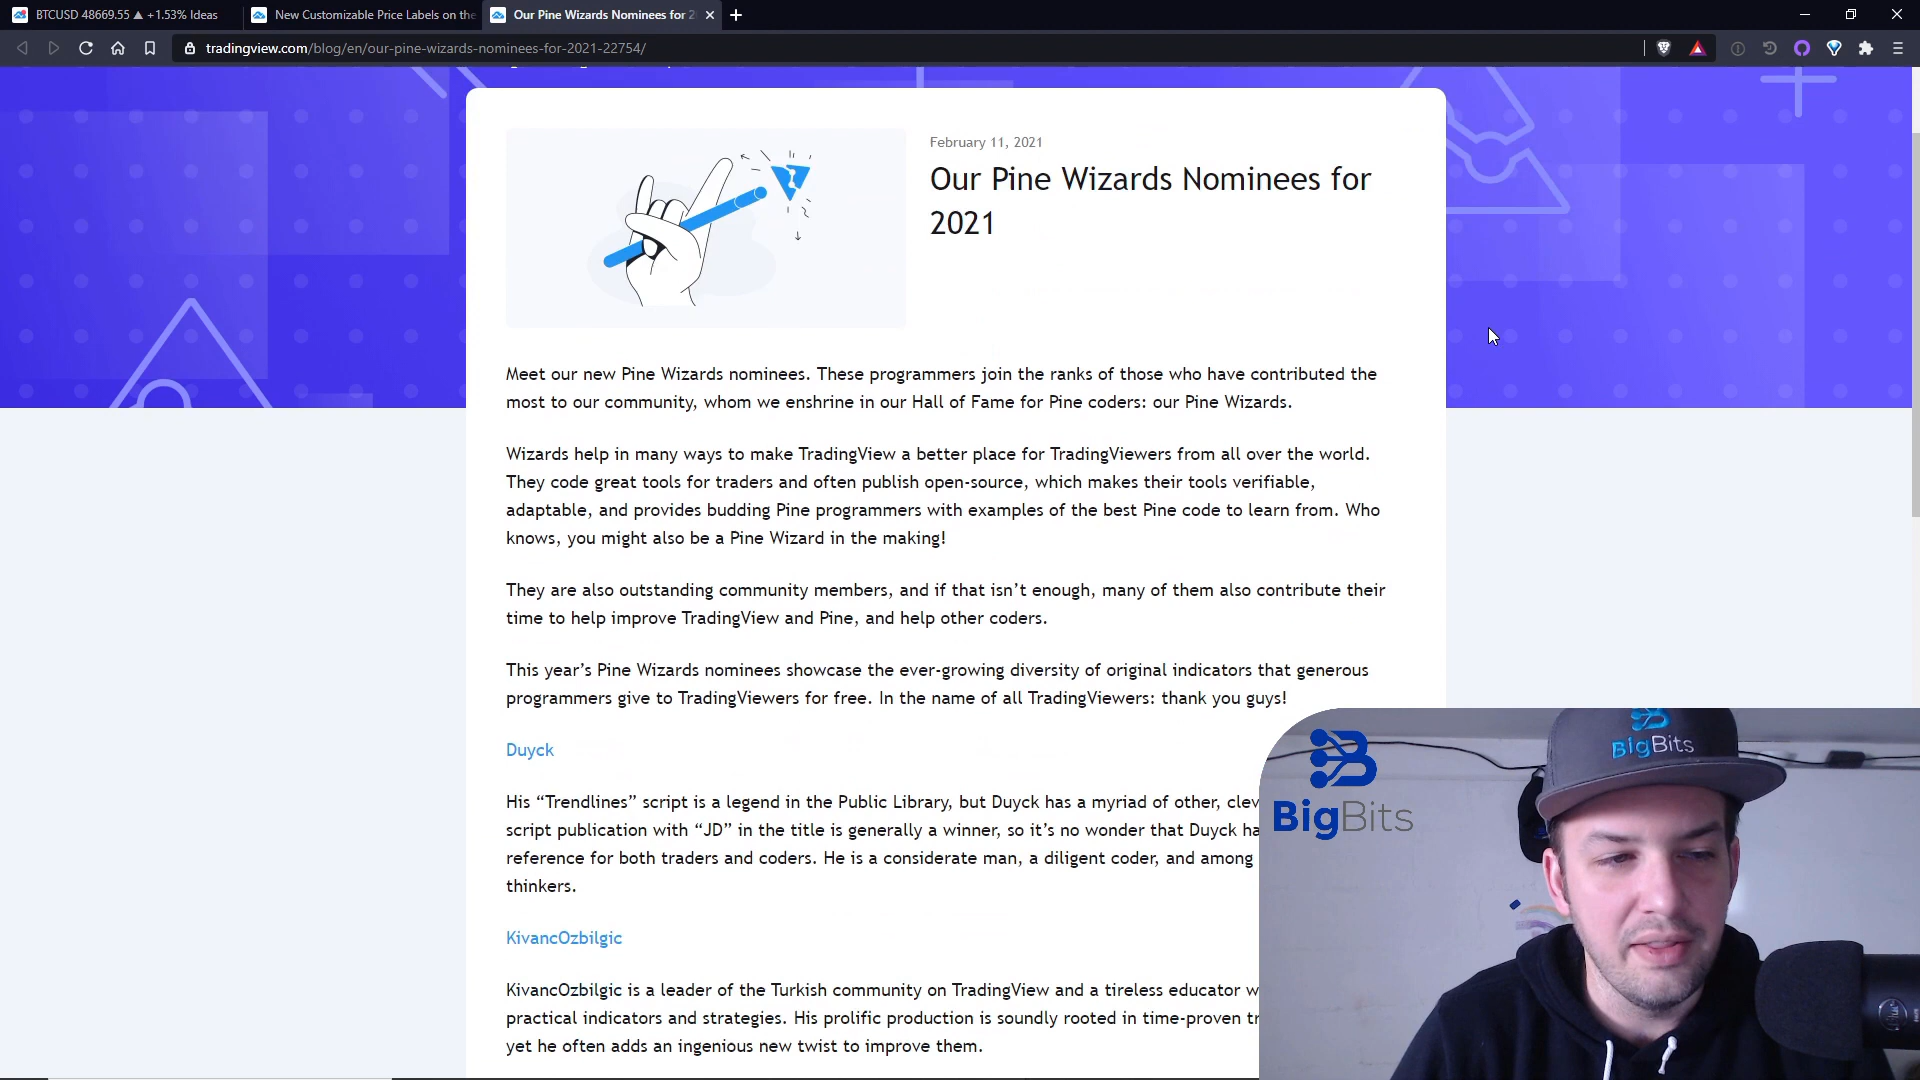 BTCUSD 48669.55 ▲ +1.53% Ideas
New Customizable Price Labels on the
Our Pine Wizards Nominees for 2
tradingview.com/blog/en/our-pine-wizards-nominees-for-2021-22754/
February 11, 2021
Our Pine Wizards Nominees for
2021
Meet our new Pine Wizards nominees. These programmers join the ranks of those who have contributed the
most to our community, whom we enshrine in our Hall of Fame for Pine coders: our Pine Wizards.
Wizards help in many ways to make TradingView a better place for TradingViewers from all over the world.
They code great tools for traders and often publish open-source, which makes their tools verifiable,
adaptable, and provides budding Pine programmers with examples of the best Pine code to learn from. Who
knows, you might also be a Pine Wizard in the making!
They are also outstanding community members, and if that isn’t enough, many of them also contribute their
time to help improve TradingView and Pine, and help other coders.
This year’s Pine Wizards nominees showcase the ever-growing diversity of original indicators that generous
programmers give to TradingViewers for free. In the name of all TradingViewers: thank you guys!
Duyck
His “Trendlines” script is a legend in the Public Library, but Duyck has a myriad of other, clev
script publication with “JD” in the title is generally a winner, so it’s no wonder that Duyck ha
reference for both traders and coders. He is a considerate man, a diligent coder, and among
thinkers.
KivancOzbilgic
KivancOzbilgic is a leader of the Turkish community on TradingView and a tireless educator w
practical indicators and strategies. His prolific production is soundly rooted in time-proven tr
yet he often adds an ingenious new twist to improve them.
BigBits
BigBits